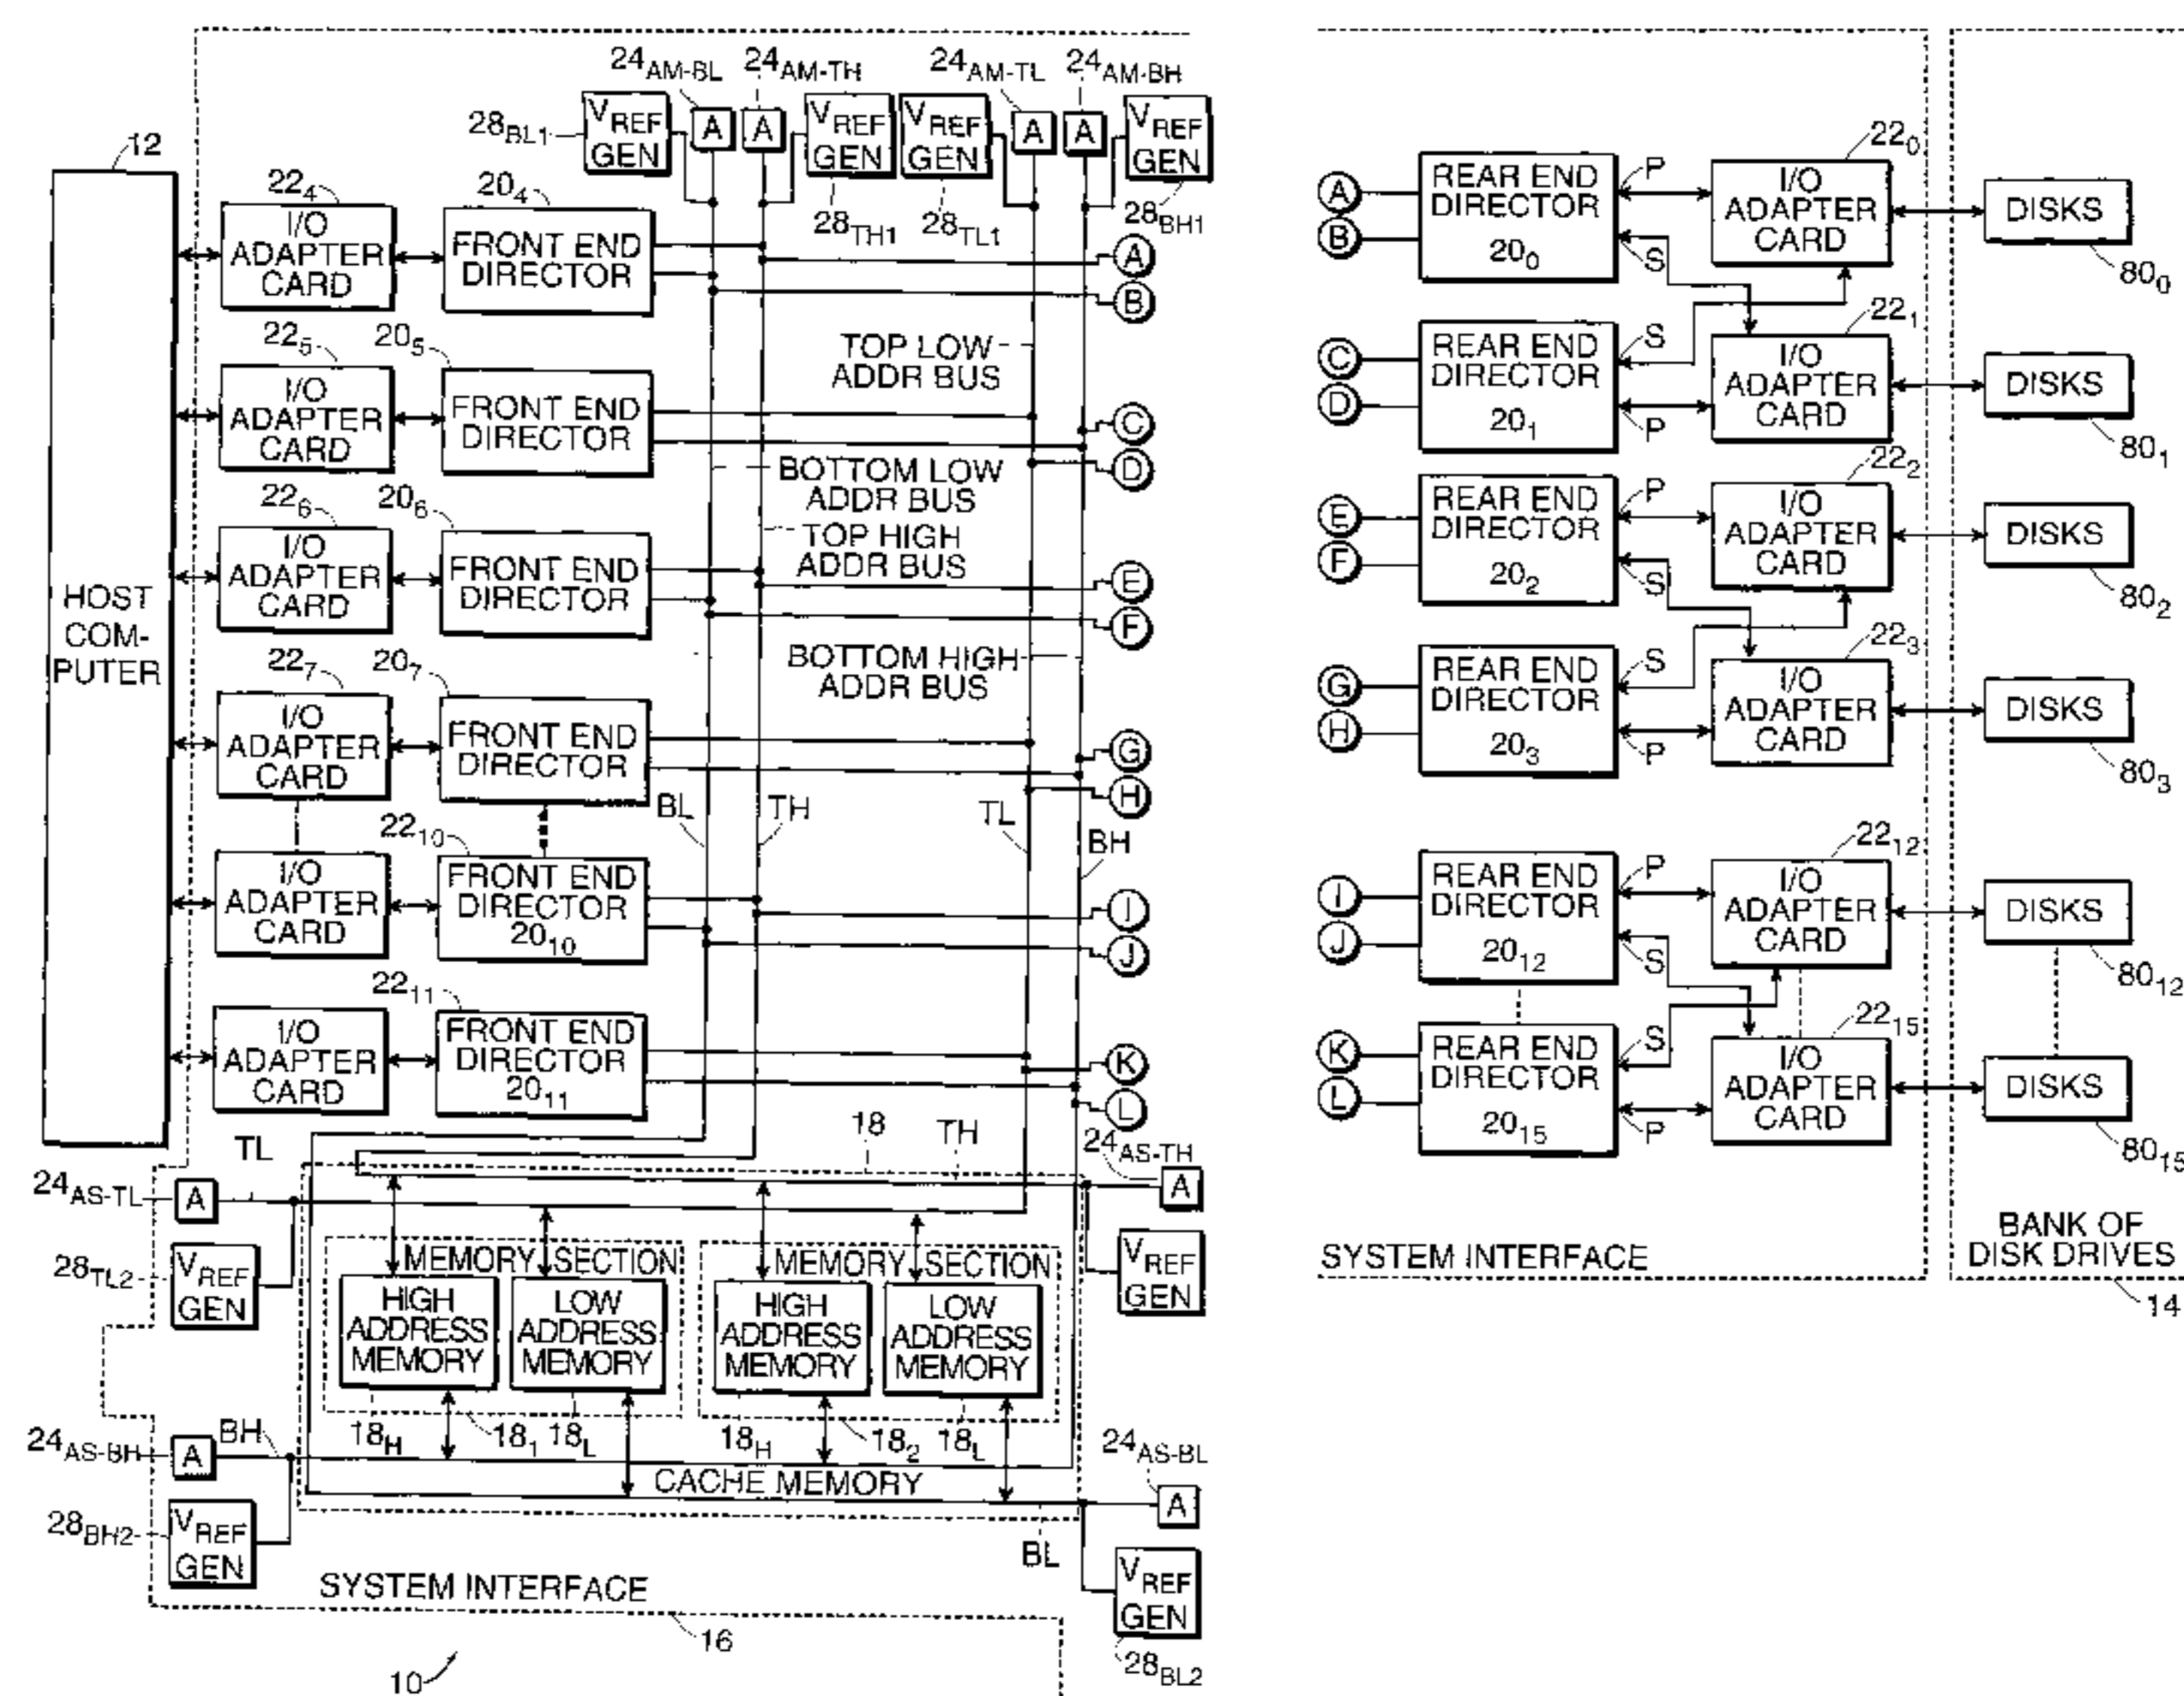 24AM-BL
24AM-TH
24AM-TL
24AM-BH
VREF
GEN
A
A
VREF
GEN
VREF
GEN
A
A
VREF
GEN
28BL1
28TH1
28TL1
28BH1
12
HOST
COM-
PUTER
224
I/O
ADAPTER
CARD
204
FRONT END
DIRECTOR
A
B
225
I/O
ADAPTER
CARD
205
FRONT END
DIRECTOR
TOP LOW
ADDR BUS
C
D
BOTTOM LOW
ADDR BUS
226
I/O
ADAPTER
CARD
206
FRONT END
DIRECTOR
TOP HIGH
ADDR BUS
E
F
BOTTOM HIGH
ADDR BUS
227
I/O
ADAPTER
CARD
207
FRONT END
DIRECTOR
G
H
BL
TH
TL
BH
2210
I/O
ADAPTER
CARD
FRONT END
DIRECTOR
2010
I
J
2211
I/O
ADAPTER
CARD
FRONT END
DIRECTOR
2011
K
L
TL
18
TH
24AS-TH
24AS-TL
A
A
28TL2
VREF
GEN
VREF
GEN
MEMORY SECTION
HIGH
ADDRESS
MEMORY
LOW
ADDRESS
MEMORY
MEMORY SECTION
HIGH
ADDRESS
MEMORY
LOW
ADDRESS
MEMORY
18H
181
18L
18H
182
18L
24AS-BH
A
BH
CACHE MEMORY
24AS-BL
A
28BH2
VREF
GEN
BL
VREF
GEN
28BL2
SYSTEM INTERFACE
16
10
A
B
REAR END
DIRECTOR
200
P
S
220
I/O
ADAPTER
CARD
DISKS
800
C
D
REAR END
DIRECTOR
201
S
P
221
I/O
ADAPTER
CARD
DISKS
801
E
F
REAR END
DIRECTOR
202
P
S
222
I/O
ADAPTER
CARD
DISKS
802
G
H
REAR END
DIRECTOR
203
S
P
223
I/O
ADAPTER
CARD
DISKS
803
I
J
REAR END
DIRECTOR
2012
P
S
2212
I/O
ADAPTER
CARD
DISKS
8012
K
L
REAR END
DIRECTOR
2015
S
P
2215
I/O
ADAPTER
CARD
DISKS
8015
SYSTEM INTERFACE
BANK OF
DISK DRIVES
14